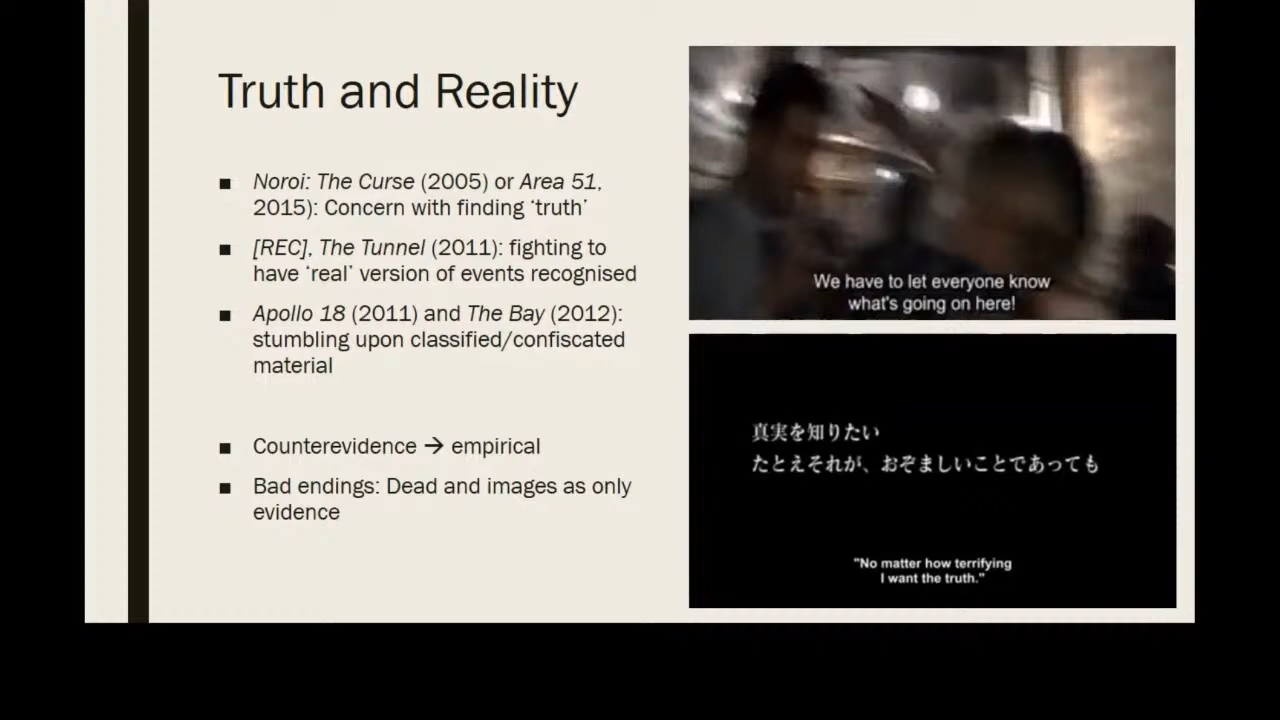 Truth and Reality
■ Noroi: The Curse (2005) or Area 51,
2015): Concern with finding ‘truth’
■ [REC], The Tunnel (2011): fighting to
have ‘real’ version of events recognised
■ Apollo 18 (2011) and The Bay (2012):
stumbling upon classified/confiscated
material
■ Counterevidence → empirical
■ Bad endings: Dead and images as only
evidence
We have to let everyone know
what's going on here!
真実を知りたい
たとえそれが、おぞましいことであっても
"No matter how terrifying
I want the truth."